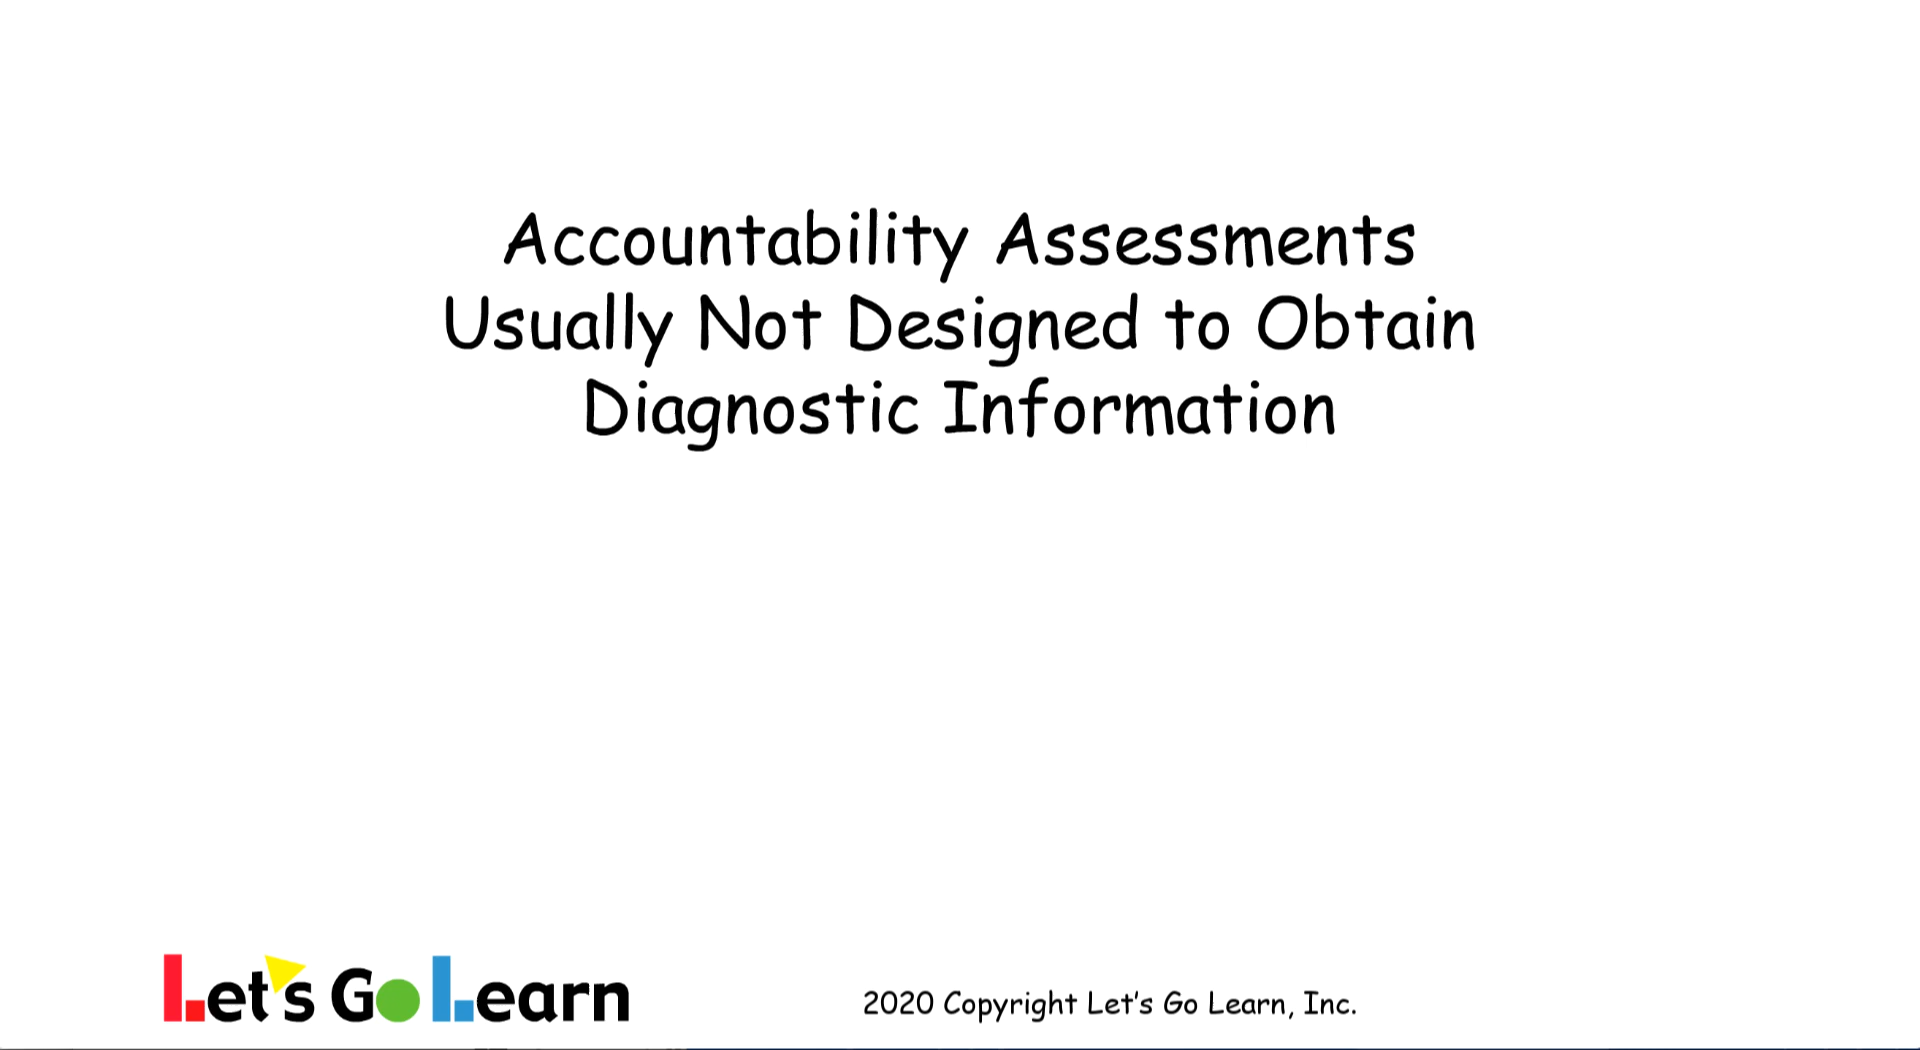 Accountability Assessments
Usually Not Designed to Obtain
Diagnostic Information
Let's Go Learn
2020 Copyright Let's Go Learn, Inc.